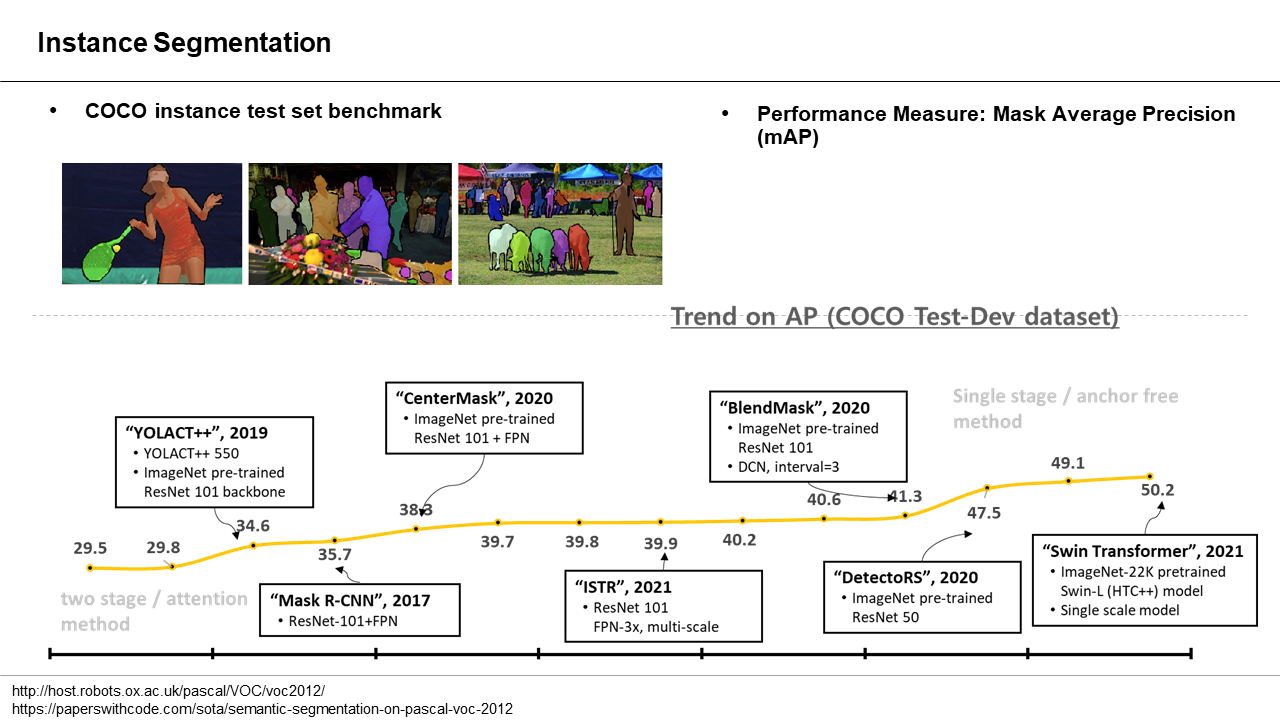 Instance Segmentation
• COCO instance test set benchmark
• Performance Measure: Mask Average Precision
(mAP)
Trend on AP (COCO Test-Dev dataset)
“CenterMask”, 2020
• ImageNet pre-trained
ResNet 101 + FPN
“BlendMask”, 2020
• ImageNet pre-trained
ResNet 101
• DCN, interval=3
Single stage / anchor free
method
“YOLACT++”, 2019
• YOLACT++ 550
• ImageNet pre-trained
ResNet 101 backbone
29.5
29.8
34.6
35.7
38.3
39.7
39.8
39.9
40.2
40.6
41.3
47.5
49.1
50.2
two stage / attention
method
“Mask R-CNN”, 2017
• ResNet-101+FPN
“ISTR”, 2021
• ResNet 101
FPN-3x, multi-scale
“DetectoRS”, 2020
• ImageNet pre-trained
ResNet 50
“Swin Transformer”, 2021
• ImageNet-22K pretrained
Swin-L (HTC++) model
• Single scale model
http://host.robots.ox.ac.uk/pascal/VOC/voc2012/
https://paperswithcode.com/sota/semantic-segmentation-on-pascal-voc-2012